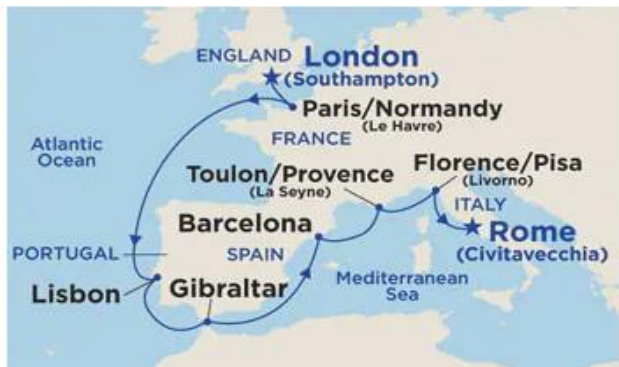 ENGLAND
London
(Southampton)
Paris/Normandy
(Le Havre)
FRANCE
Atlantic
Ocean
Toulon/Provence
(La Seyne)
Florence/Pisa
(Livorno)
ITALY
Rome
(Civitavecchia)
Barcelona
SPAIN
PORTUGAL
Mediterranean
Sea
Lisbon
Gibraltar